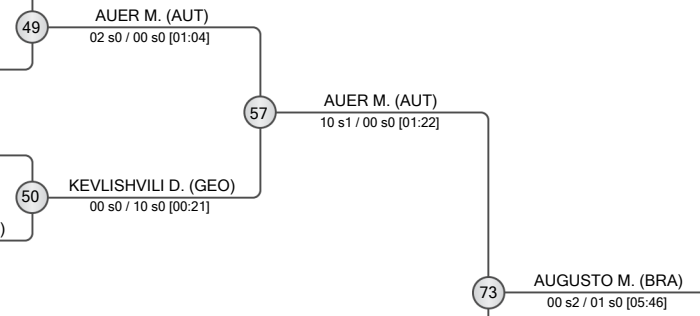 49
AUER M. (AUT)
02 s0 / 00 s0 [01:04]
57
AUER M. (AUT)
10 s1 / 00 s0 [01:22]
50
KEVLISHVILI D. (GEO)
00 s0 / 10 s0 [00:21]
)
73
AUGUSTO M. (BRA)
00 s2 / 01 s0 [05:46]